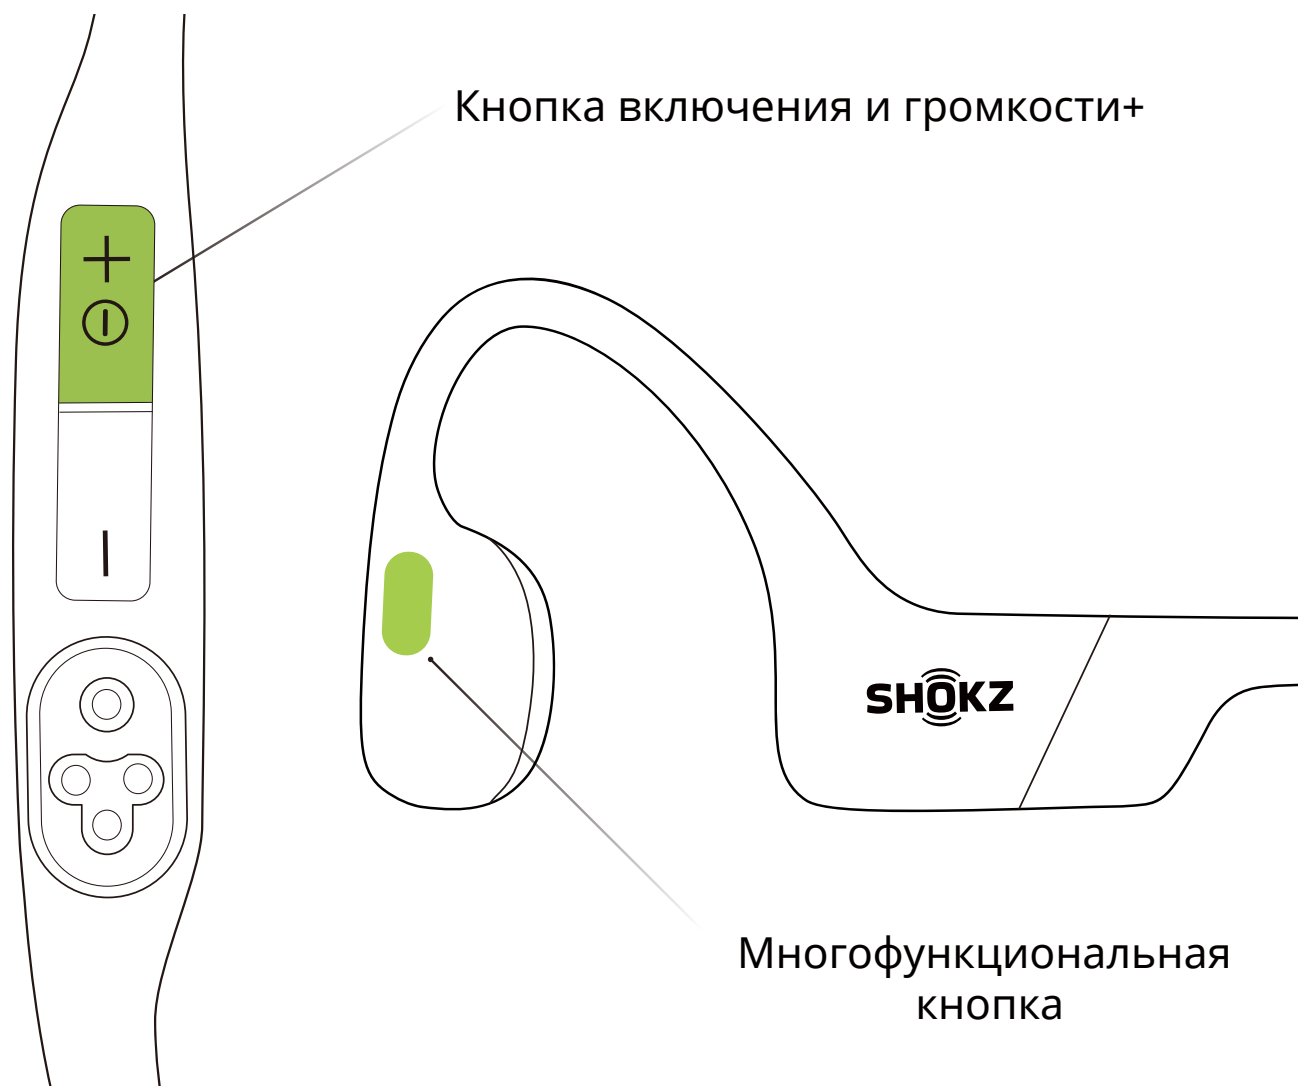 Кнопка включения и громкости+
SHOKZ
Многофункциональная
кнопка